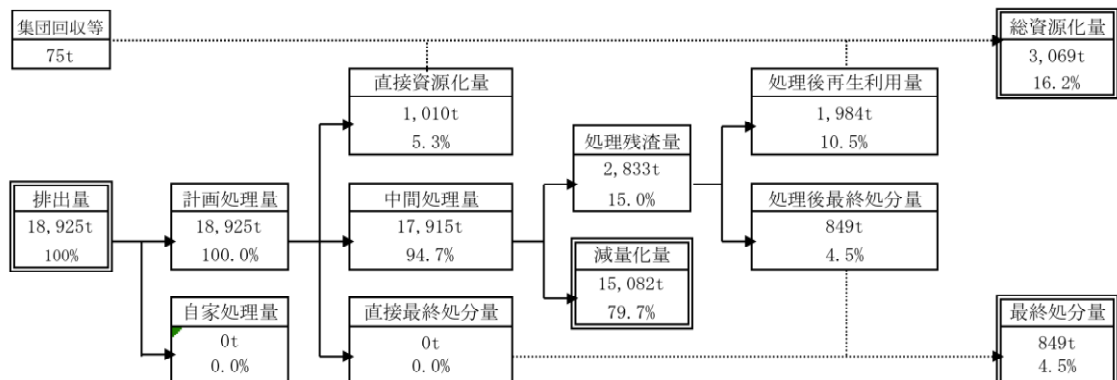 集団回収等
75t
総資源化量
3,069t
16.2%
直接資源化量
1,010t
5.3%
処理後再生利用量
1,984t
10.5%
処理残渣量
2,833t
15.0%
排出量
18,925t
100%
計画処理量
18,925t
100.0%
中間処理量
17,915t
94.7%
処理後最終処分量
849t
4.5%
減量化量
15,082t
79.7%
自家処理量
0t
0.0%
直接最終処分量
0t
0.0%
最終処分量
849t
4.5%